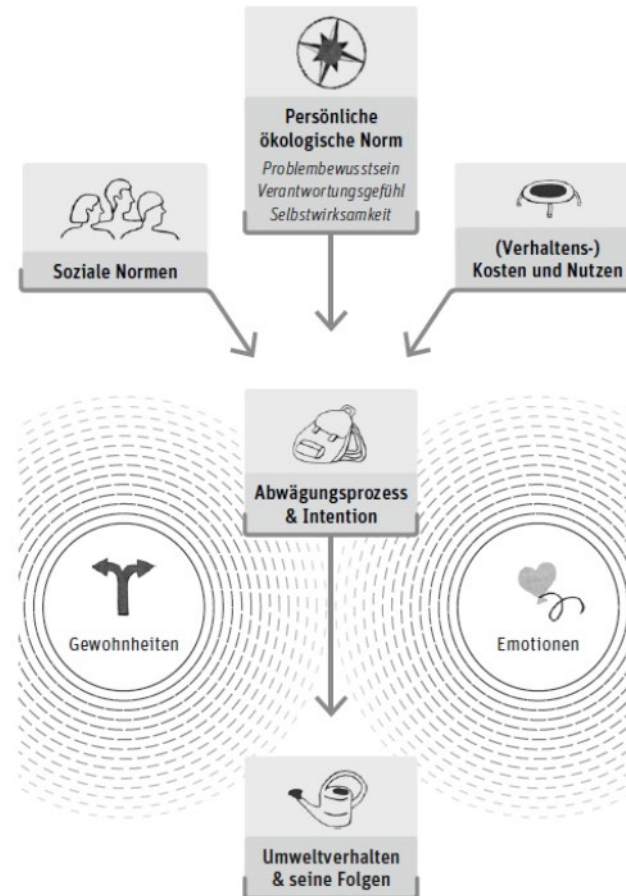 Persönliche
ökologische Norm
Problembewusstsein
Verantwortungsgefühl
Selbstwirksamkeit
Soziale Normen
(Verhaltens-)
Kosten und Nutzen
Abwägungsprozess
& Intention
Gewohnheiten
Emotionen
Umweltverhalten
& seine Folgen